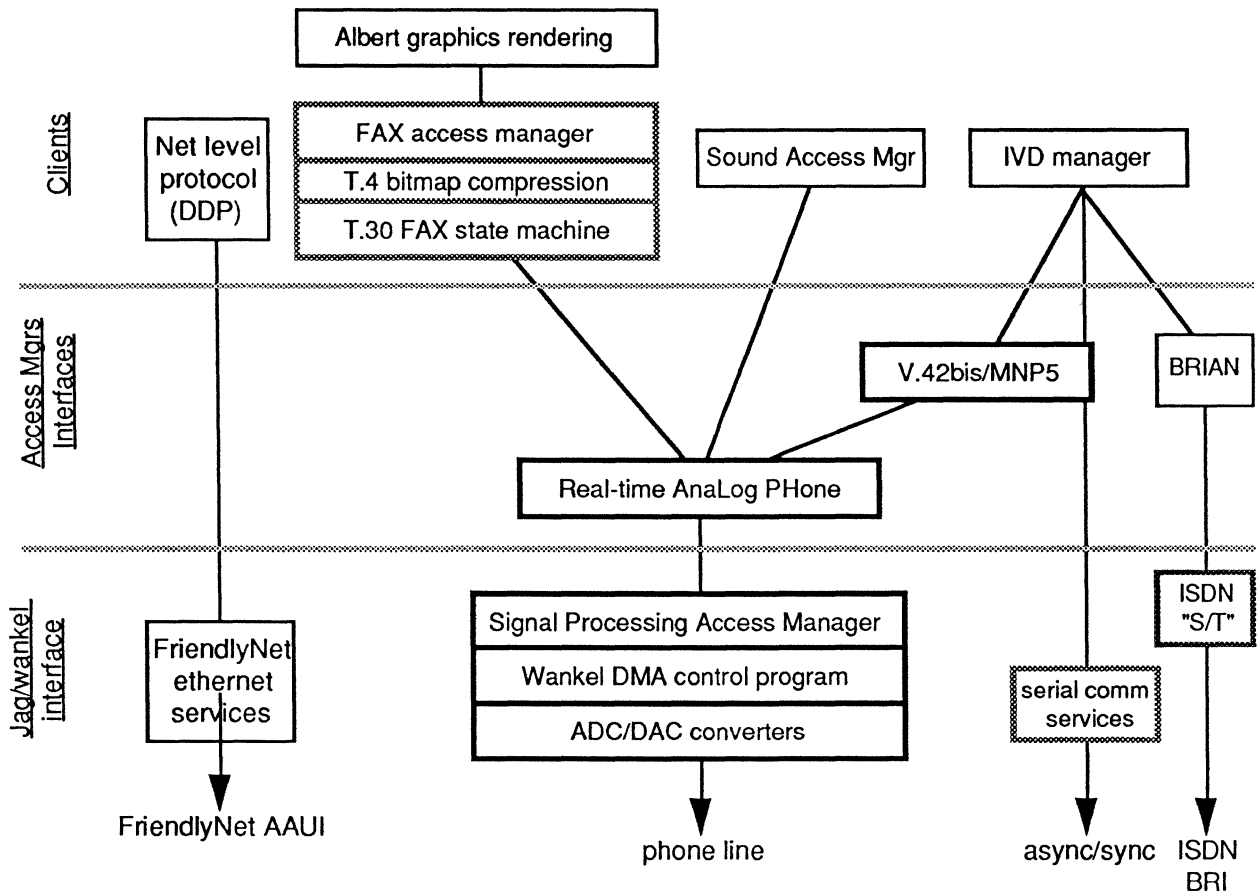 Albert graphics rendering
Clients
Net level
protocol
(DDP)
FAX access manager
T.4 bitmap compression
T.30 FAX state machine
Sound Access Mgr
IVD manager
Access Mgrs
Interfaces
V.42bis/MNP5
BRIAN
Real-time AnaLog PHone
Jag/wankel
interface
FriendlyNet
ethernet
services
Signal Processing Access Manager
Wankel DMA control program
ADC/DAC converters
serial comm
services
ISDN
"S/T"
FriendlyNet AAUI
phone line
async/sync
ISDN
BRI